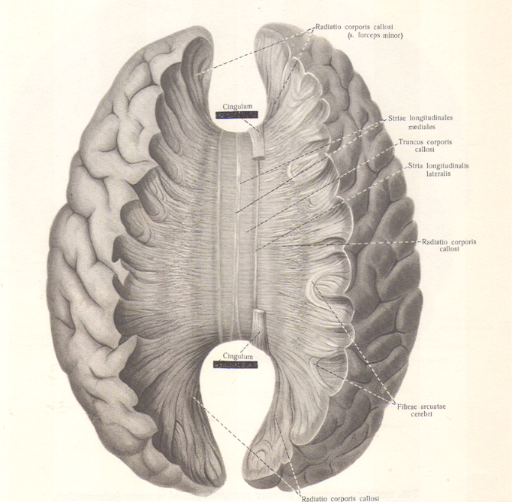 Radiatio corporis callosi
(s. forceps minor)
Cingulum
Striae longitudinales
mediales
Truncus corporis
callosi
Stria longitudinalis
lateralis
Radiatio corporis
callosi
Cingulum
Fibrae arcuatae
cerebri
Radiatio corporis callosi